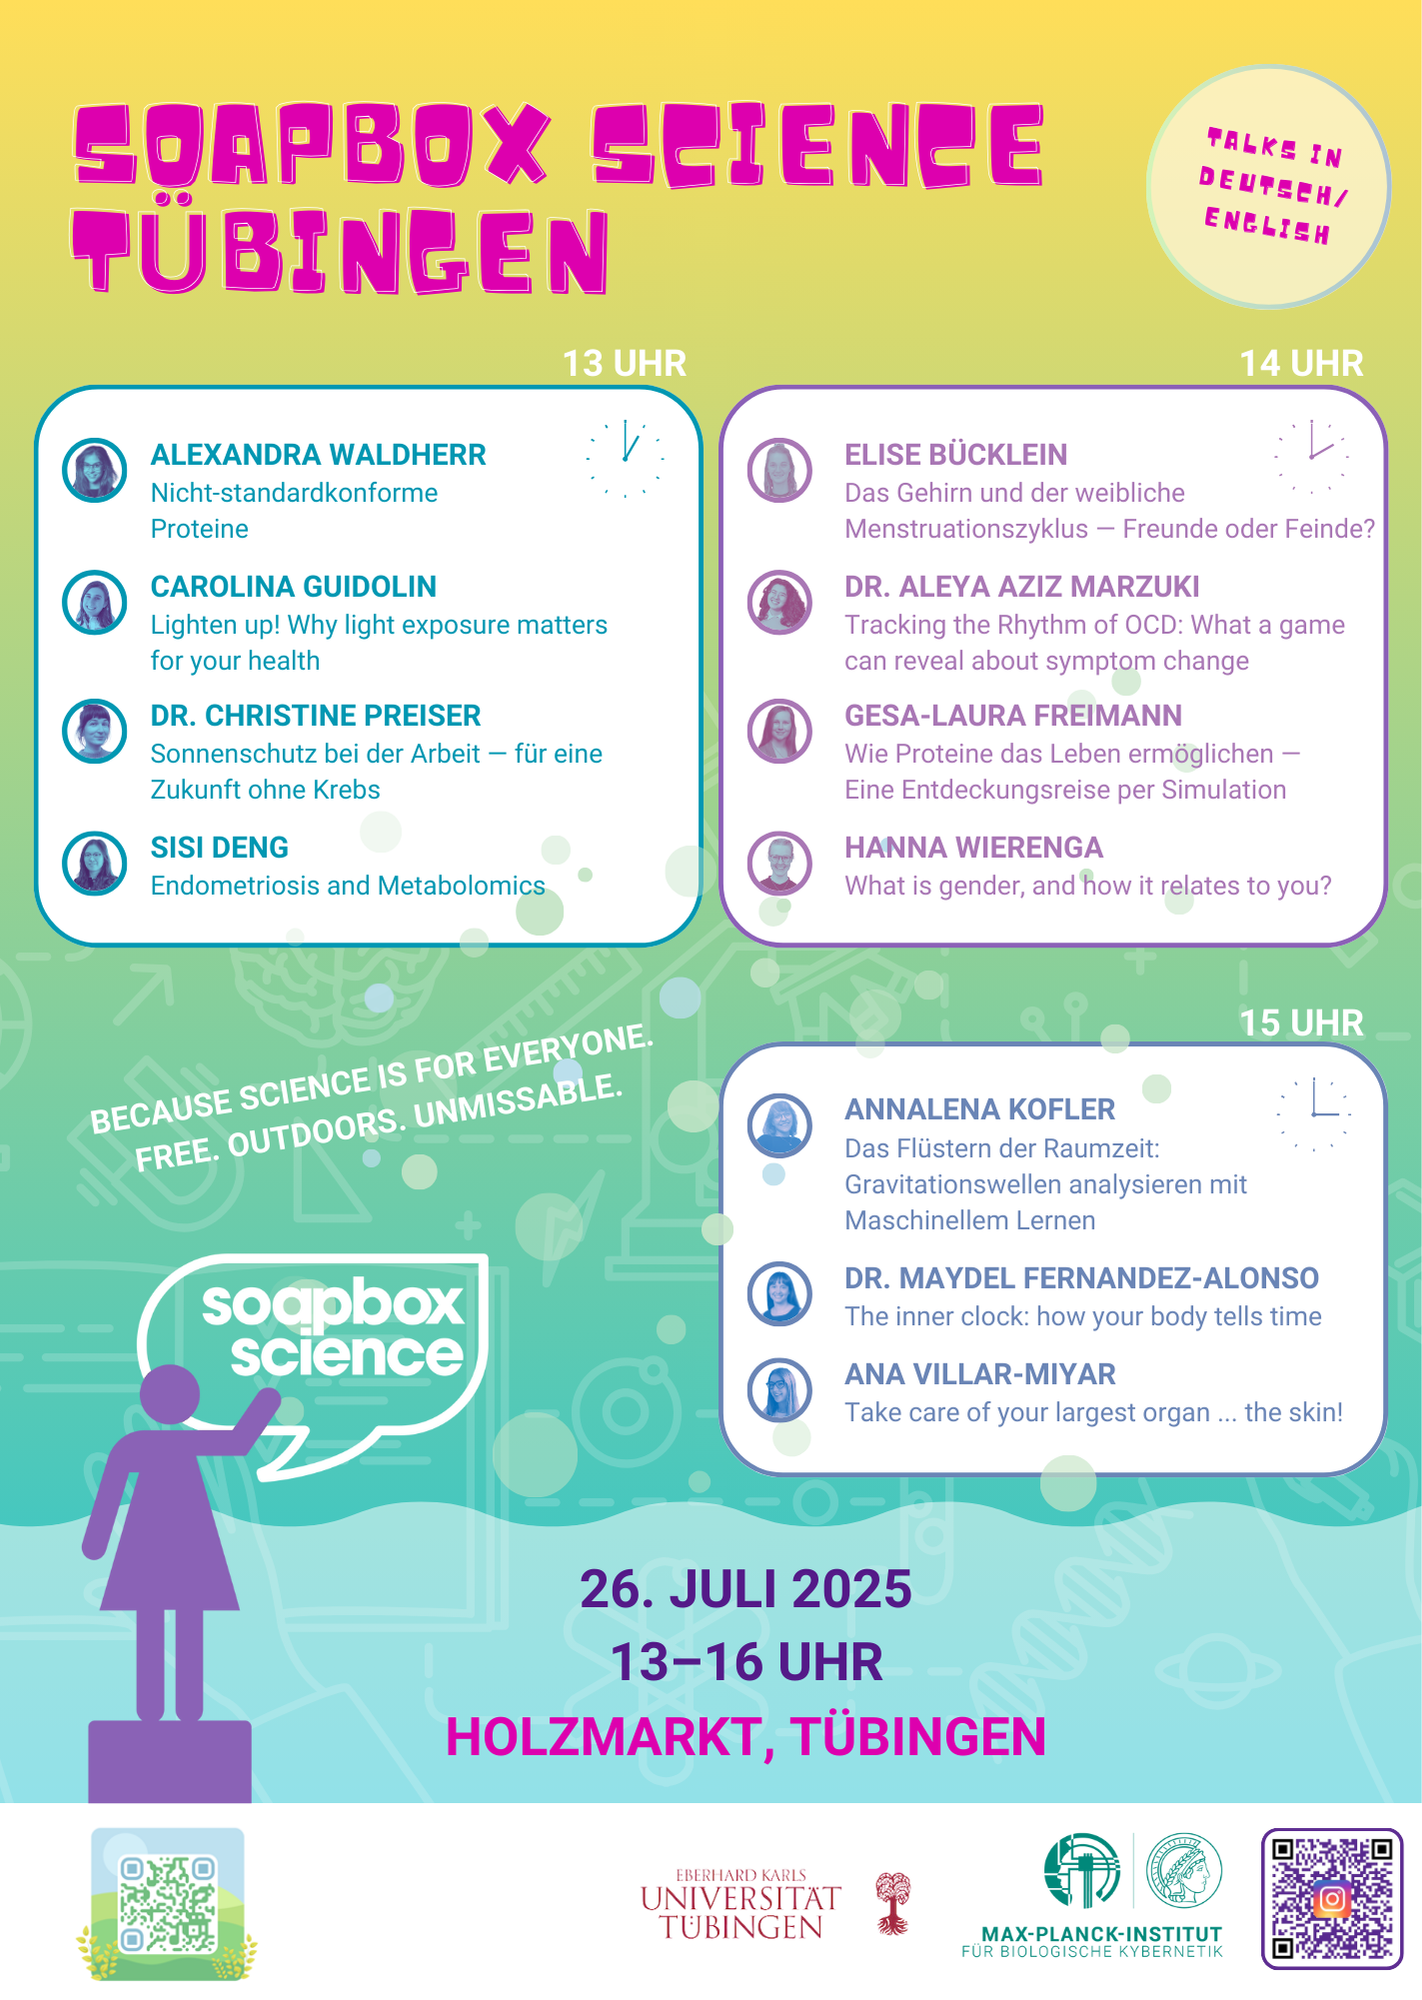 SOAPBOX SCIENCE
TÜBINGEN
TALKS IN
DEUTSCH/
ENGLISH
13 UHR
ALEXANDRA WALDHERR
Nicht-standardkonforme
Proteine
CAROLINA GUIDOLIN
Lighten up! Why light exposure matters
for your health
DR. CHRISTINE PREISER
Sonnenschutz bei der Arbeit — für eine
Zukunft ohne Krebs
SISI DENG
Endometriosis and Metabolomics
14 UHR
ELISE BÜCKLEIN
Das Gehirn und der weibliche
Menstruationszyklus — Freunde oder Feinde?
DR. ALEYA AZIZ MARZUKI
Tracking the Rhythm of OCD: What a game
can reveal about symptom change
GESA-LAURA FREIMANN
Wie Proteine das Leben ermöglichen —
Eine Entdeckungsreise per Simulation
HANNA WIERENGA
What is gender, and how it relates to you?
BECAUSE SCIENCE IS FOR EVERYONE.
FREE. OUTDOORS. UNMISSABLE.
15 UHR
ANNALENA KOFLER
Das Flüstern der Raumzeit:
Gravitationswellen analysieren mit
Maschinellem Lernen
DR. MAYDEL FERNANDEZ-ALONSO
The inner clock: how your body tells time
ANA VILLAR-MIYAR
Take care of your largest organ ... the skin!
soapbox
science
26. JULI 2025
13–16 UHR
HOLZMARKT, TÜBINGEN
EBERHARD KARLS
UNIVERSITÄT
TÜBINGEN
MAX-PLANCK-INSTITUT
FÜR BIOLOGISCHE KYBERNETIK